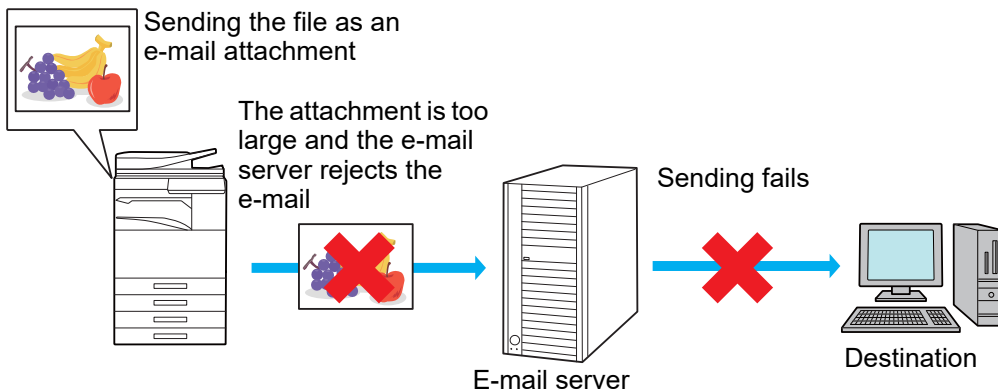 Sending the file as an
e-mail attachment
The attachment is too
large and the e-mail
server rejects the
e-mail
Sending fails
E-mail server
Destination